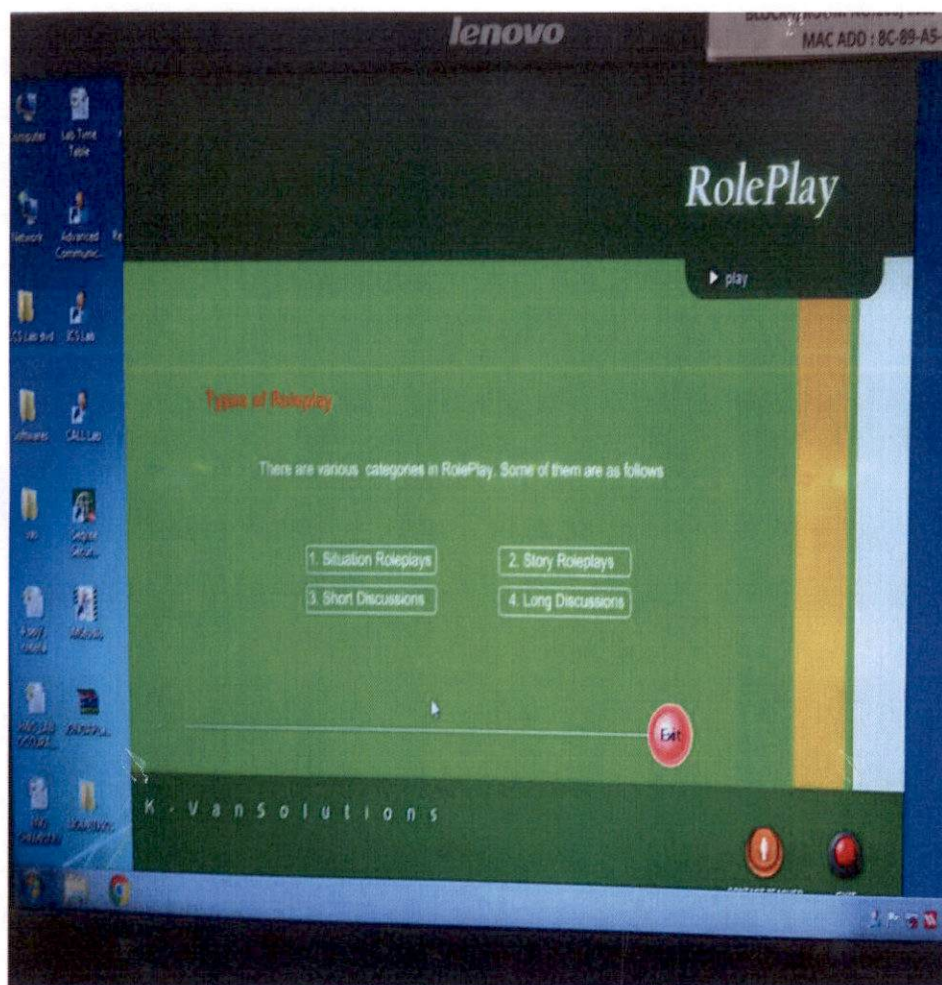 lenovo
MAC ADD : 8C-89-A5-
RolePlay
play
Computer
Lab Time
Table
Network
Advanced
Communic...
ICS Lab
Softwares
CALL Lab
Types of Roleplay
There are various categories in RolePlay. Some of them are as follows
1. Situation Roleplays
2. Story Roleplays
3. Short Discussions
4. Long Discussions
Exit
K-VanSolutions